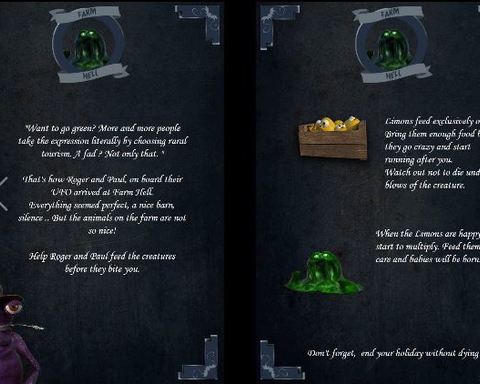 FARM
HELL
"Want to go green? More and more people
take the expression literally by choosing rural
tourism. A fad ? Not only that. "
That's how Roger and Paul, on board their
UFO arrived at Farm Hell.
Everything seemed perfect, a nice barn,
silence .. But the animals on the farm are not
so nice!
Help Roger and Paul feed the creatures
before they bite you.
FARM
HELL
Limons feed exclusively o
Bring them enough food
they go crazy and start
running after you.
Watch out not to die und
blows of the creature.
When the Limons are happy
start to multiply. Feed them
care and babies will be born
Don't forget, end your holiday without dying